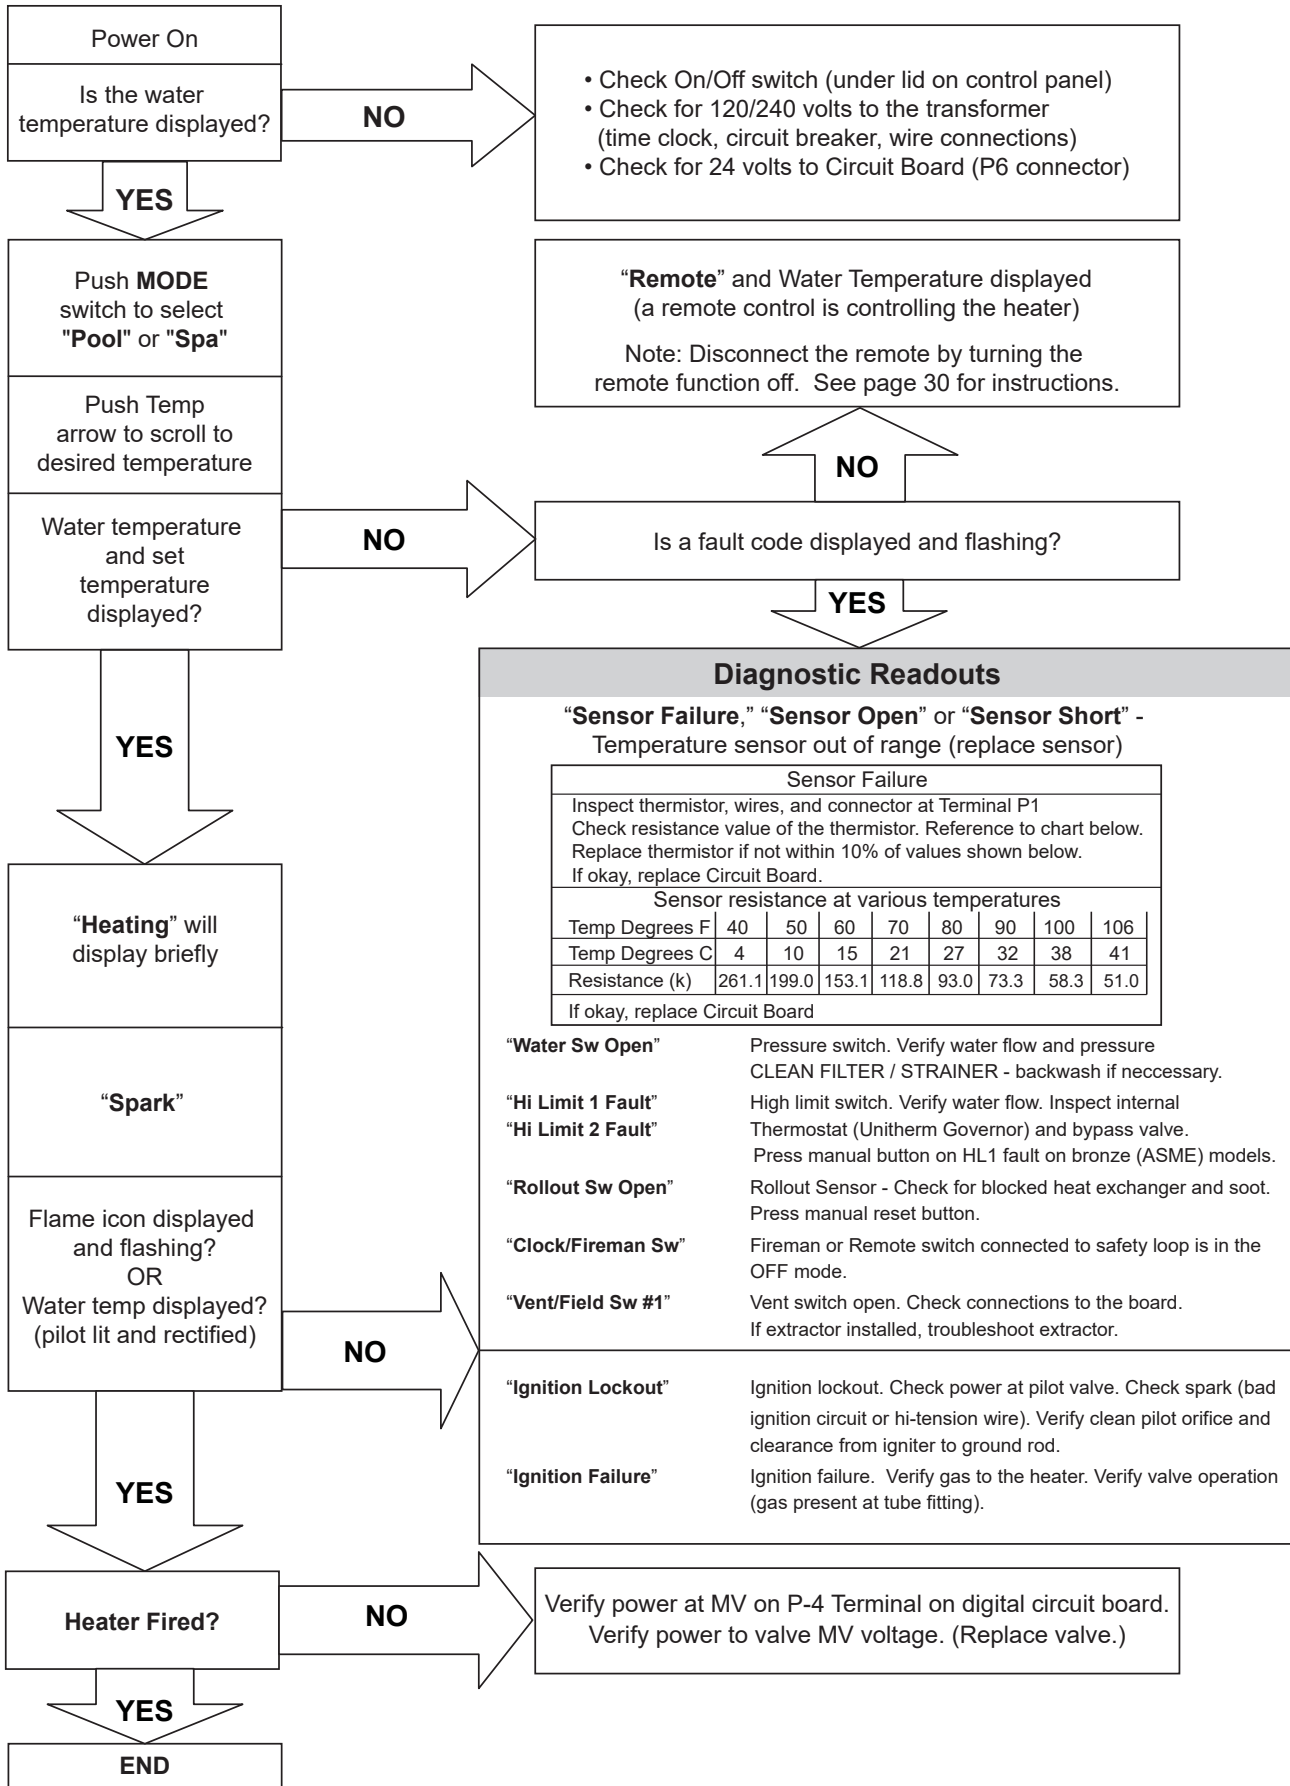 Power On
Is the water
temperature displayed?
NO
• Check On/Off switch (under lid on control panel)
• Check for 120/240 volts to the transformer
(time clock, circuit breaker, wire connections)
• Check for 24 volts to Circuit Board (P6 connector)
YES
Push MODE
switch to select
"Pool" or "Spa"
Push Temp
arrow to scroll to
desired temperature
Water temperature
and set
temperature
displayed?
NO
Is a fault code displayed and flashing?
NO
“Remote” and Water Temperature displayed
(a remote control is controlling the heater)
Note: Disconnect the remote by turning the
remote function off. See page 30 for instructions.
YES
Diagnostic Readouts
“Sensor Failure,” “Sensor Open” or “Sensor Short” -
Temperature sensor out of range (replace sensor)
Sensor Failure
Inspect thermistor, wires, and connector at Terminal P1
Check resistance value of the thermistor. Reference to chart below.
Replace thermistor if not within 10% of values shown below.
If okay, replace Circuit Board.
Sensor resistance at various temperatures
Temp Degrees F 40 50 60 70 80 90 100 106
Temp Degrees C 4 10 15 21 27 32 38 41
Resistance (k) 261.1 199.0 153.1 118.8 93.0 73.3 58.3 51.0
If okay, replace Circuit Board
“Water Sw Open” Pressure switch. Verify water flow and pressure
CLEAN FILTER / STRAINER - backwash if neccessary.
“Hi Limit 1 Fault” High limit switch. Verify water flow. Inspect internal
“Hi Limit 2 Fault” Thermostat (Unitherm Governor) and bypass valve.
Press manual button on HL1 fault on bronze (ASME) models.
“Rollout Sw Open” Rollout Sensor - Check for blocked heat exchanger and soot.
Press manual reset button.
“Clock/Fireman Sw” Fireman or Remote switch connected to safety loop is in the
OFF mode.
“Vent/Field Sw #1” Vent switch open. Check connections to the board.
If extractor installed, troubleshoot extractor.
“Ignition Lockout” Ignition lockout. Check power at pilot valve. Check spark (bad
ignition circuit or hi-tension wire). Verify clean pilot orifice and
clearance from igniter to ground rod.
“Ignition Failure” Ignition failure. Verify gas to the heater. Verify valve operation
(gas present at tube fitting).
YES
“Heating” will
display briefly
“Spark”
Flame icon displayed
and flashing?
OR
Water temp displayed?
(pilot lit and rectified)
NO
YES
Heater Fired?
NO
Verify power at MV on P-4 Terminal on digital circuit board.
Verify power to valve MV voltage. (Replace valve.)
YES
END